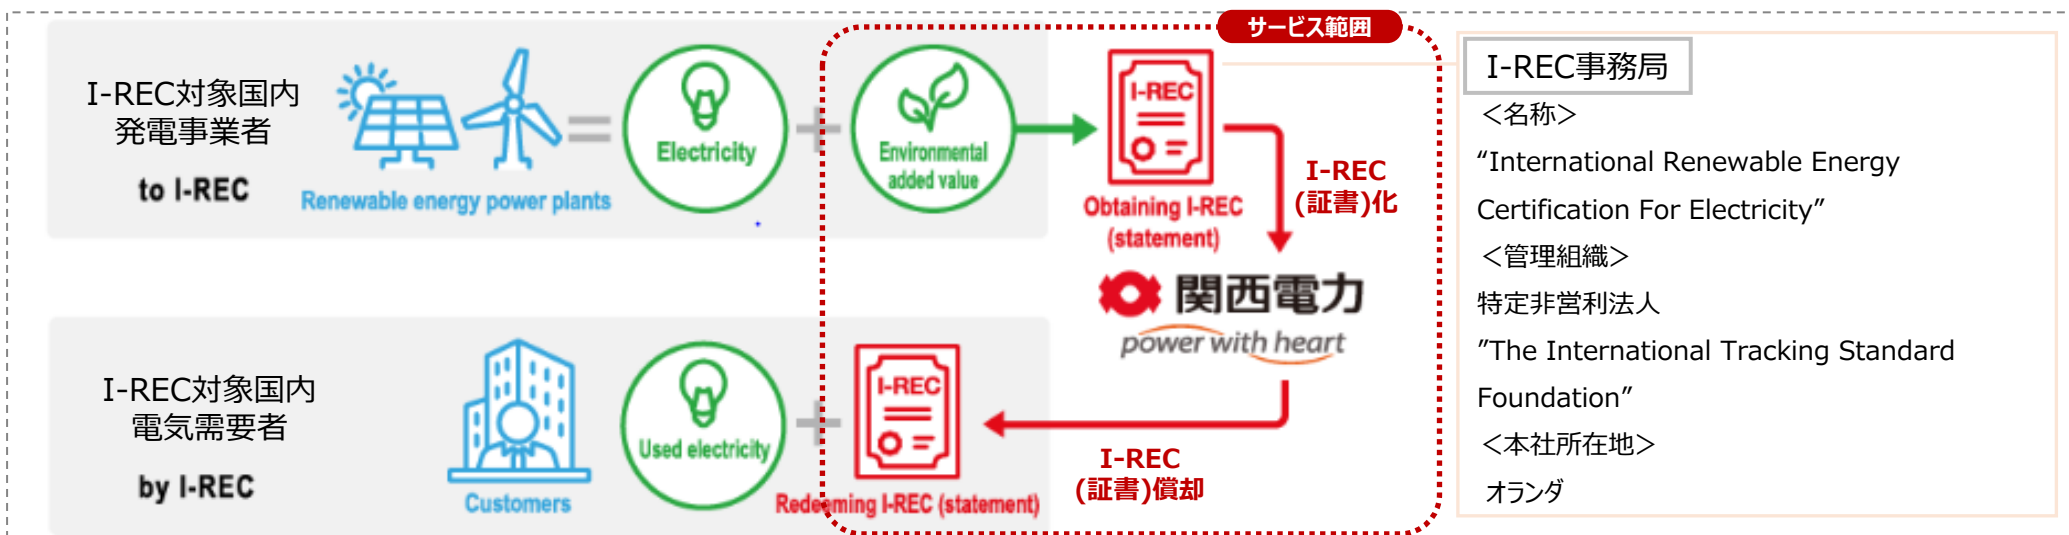 サービス範囲
I-REC対象国内
発電事業者
to I-REC
Renewable energy power plants
Electricity
Environmental
added value
I-REC
Obtaining I-REC
(statement)
I-REC
(証書)化
関西電力
power with heart
I-REC対象国内
電気需要者
by I-REC
Customers
Used electricity
I-REC
Redeeming I-REC (statement)
I-REC
(証書)償却
I-REC事務局
＜名称＞
“International Renewable Energy
Certification For Electricity”
＜管理組織＞
特定非営利法人
”The International Tracking Standard
Foundation”
＜本社所在地＞
オランダ